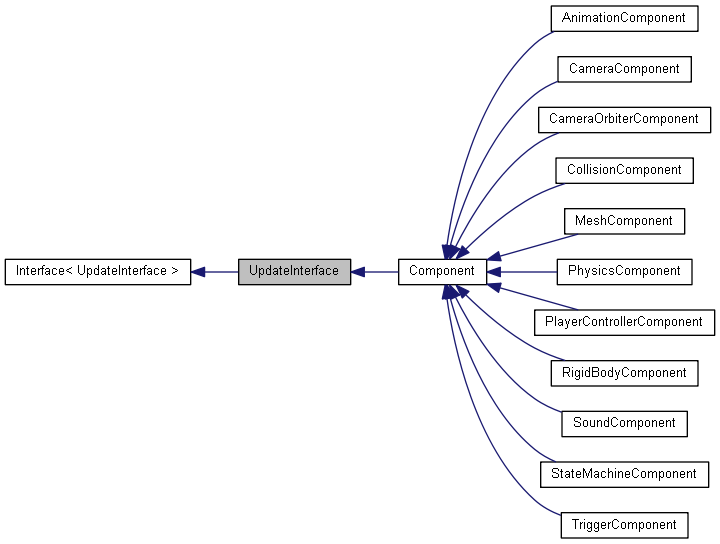 AnimationComponent
CameraComponent
CameraOrbiterComponent
CollisionComponent
MeshComponent
Interface< UpdateInterface >
UpdateInterface
Component
PhysicsComponent
PlayerControllerComponent
RigidBodyComponent
SoundComponent
StateMachineComponent
TriggerComponent